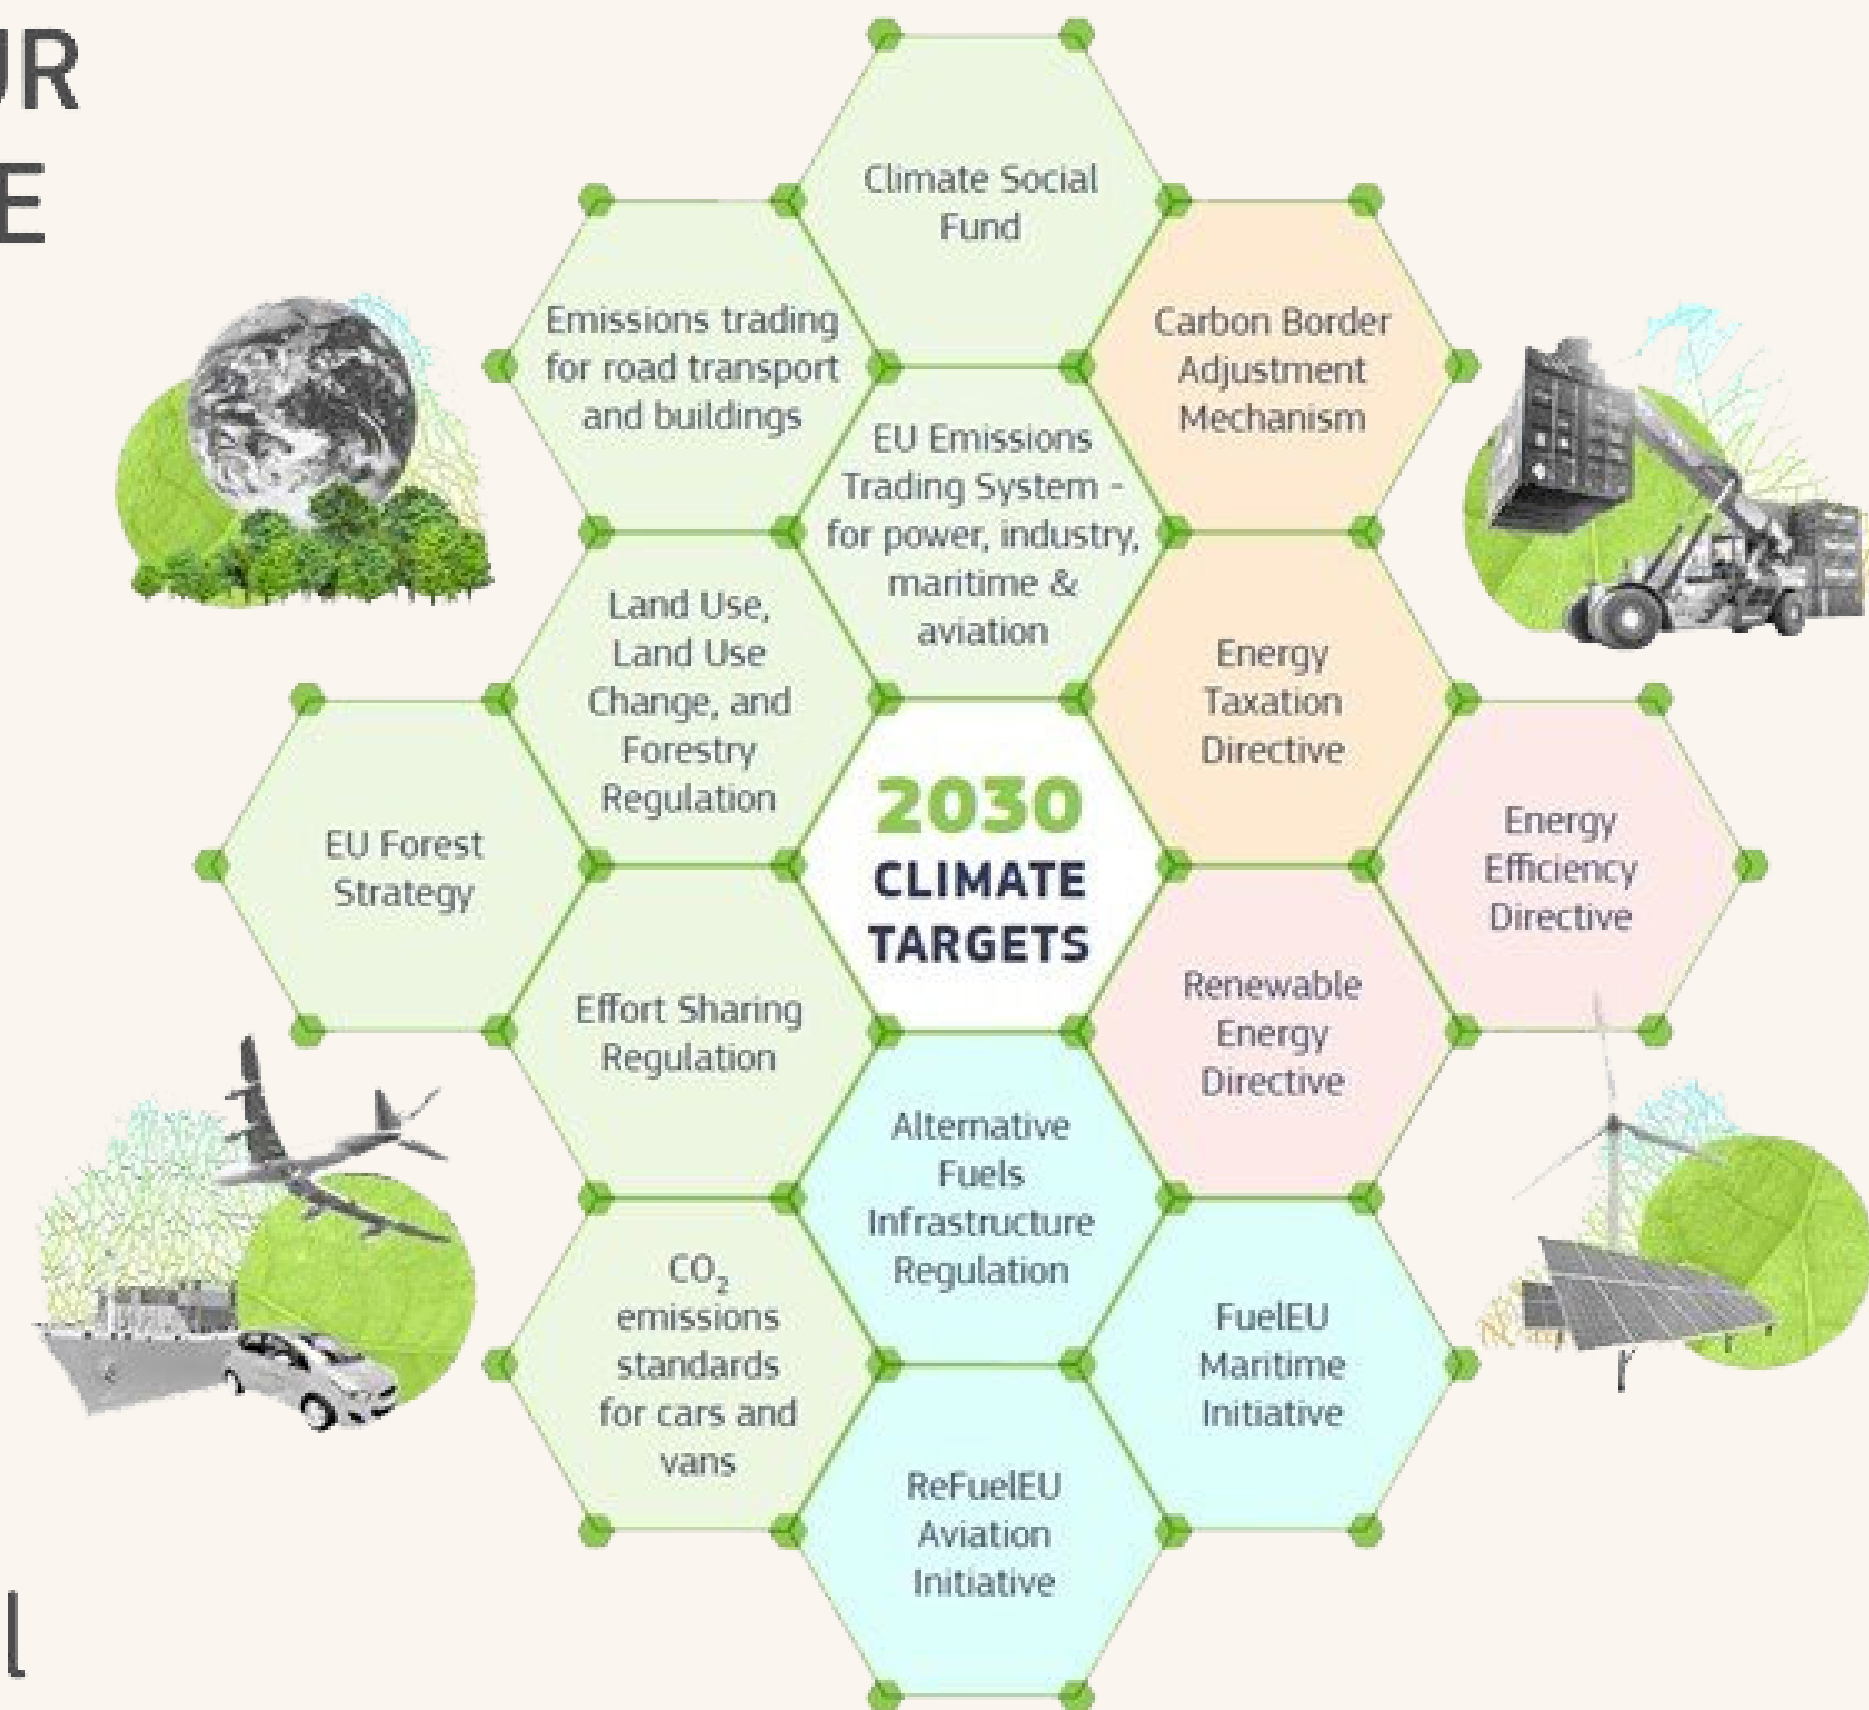 UR
E
Climate Social
Fund
Emissions trading
for road transport
and buildings
Carbon Border
Adjustment
Mechanism
EU Emissions
Trading System -
for power, industry,
maritime &
aviation
Land Use,
Land Use
Change, and
Forestry
Regulation
Energy
Taxation
Directive
EU Forest
Strategy
2030
CLIMATE
TARGETS
Energy
Efficiency
Directive
Effort Sharing
Regulation
Renewable
Energy
Directive
Alternative
Fuels
Infrastructure
Regulation
CO₂
emissions
standards
for cars and
vans
FuelEU
Maritime
Initiative
ReFuelEU
Aviation
Initiative
l